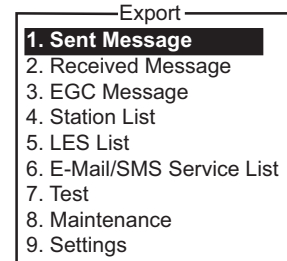 Export
1. Sent Message
2. Received Message
3. EGC Message
4. Station List
5. LES List
6. E-Mail/SMS Service List
7. Test
8. Maintenance
9. Settings